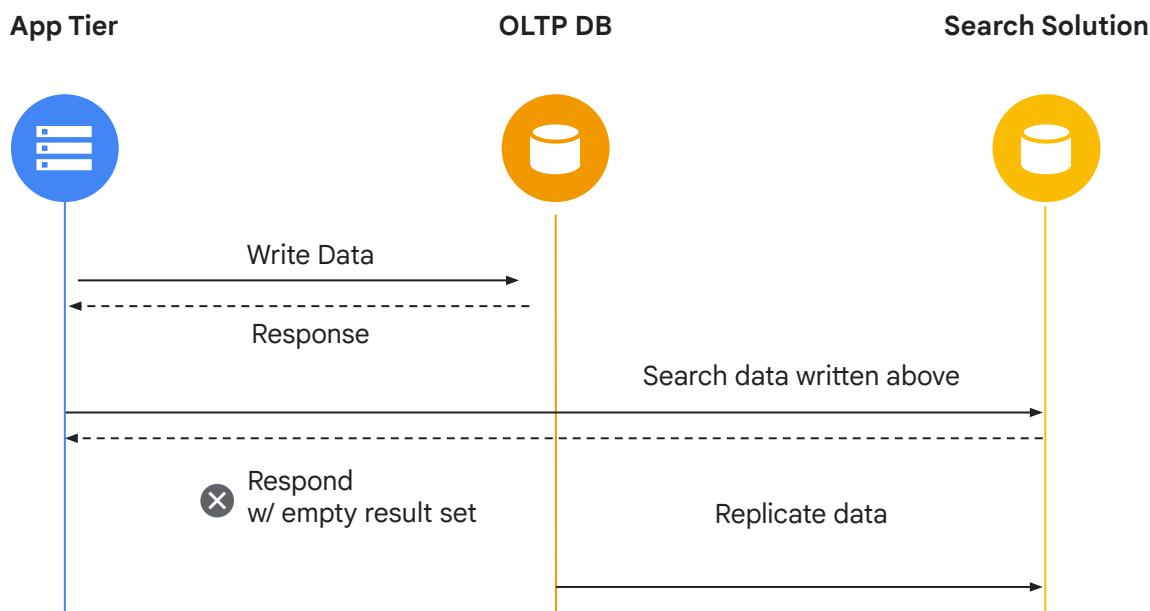 App Tier
OLTP DB
Search Solution
Write Data
Response
Search data written above
Respond
w/ empty result set
Replicate data